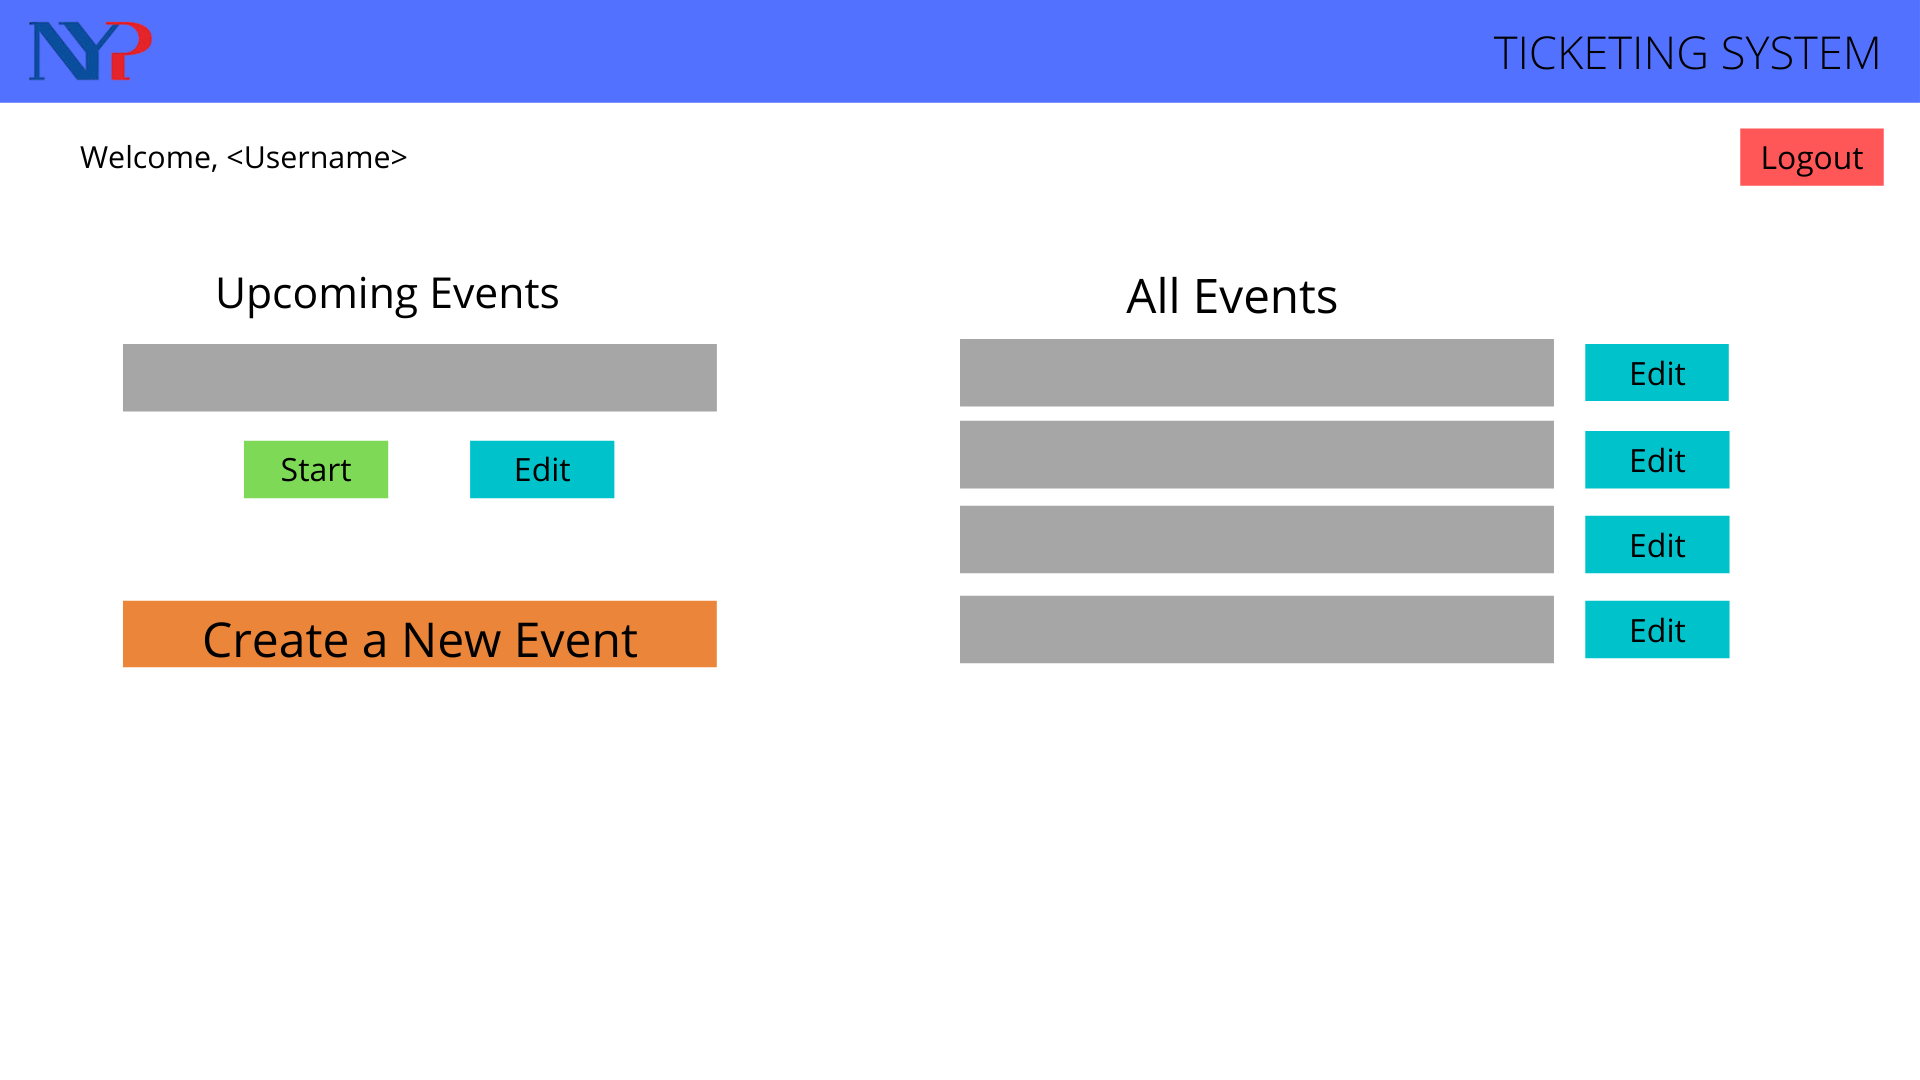 NYP
TICKETING SYSTEM
Welcome, <Username>
Logout
Upcoming Events
Start
Edit
Create a New Event
All Events
Edit
Edit
Edit
Edit